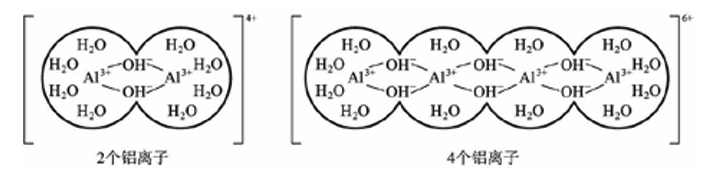 4+
H₂O H₂O
H₂O OH⁻ H₂O
Al³⁺ Al³⁺
H₂O OH⁻ H₂O
H₂O H₂O
2个铝离子
6+
H₂O H₂O H₂O H₂O
H₂O OH⁻ OH⁻ OH⁻ H₂O
Al³⁺ Al³⁺ Al³⁺ Al³⁺
H₂O OH⁻ OH⁻ OH⁻ H₂O
H₂O H₂O H₂O H₂O
4个铝离子